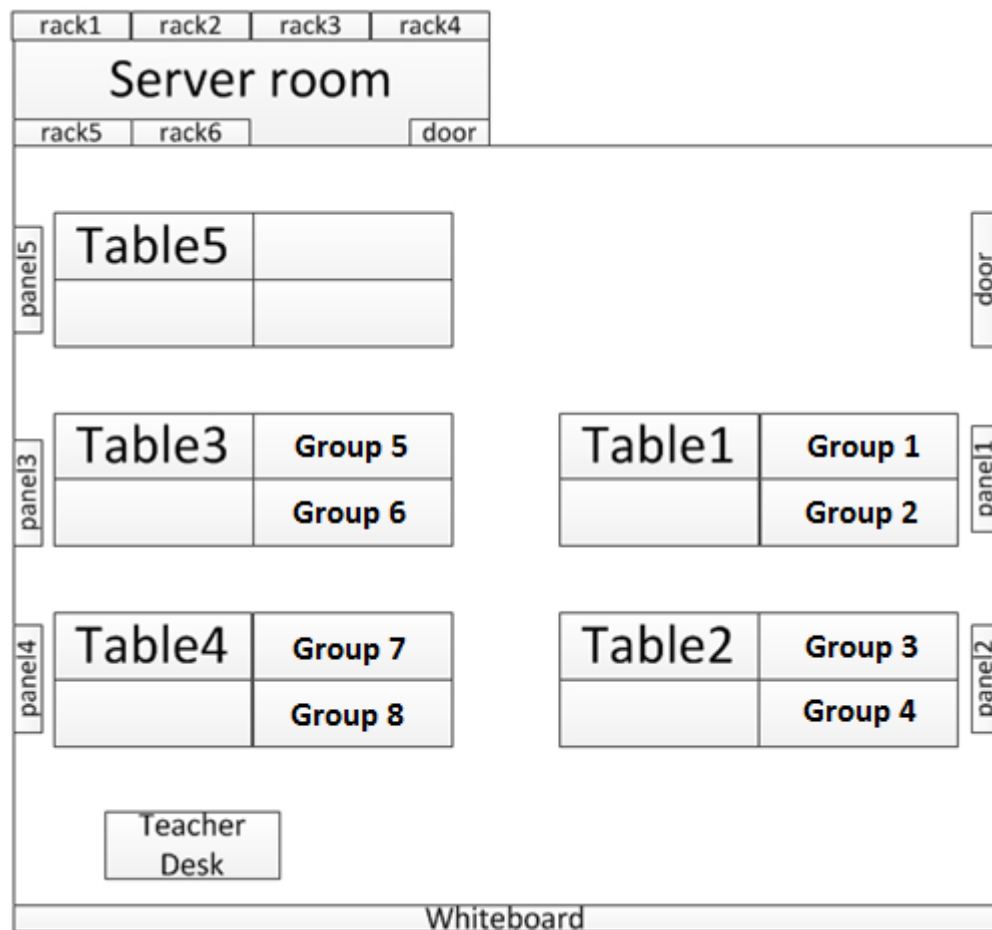 rack1 rack2 rack3 rack4
Server room
rack5 rack6 door
panel5
Table5
door
panel3
Table3 Group 5
Group 6
Table1 Group 1
Group 2
panel1
panel4
Table4 Group 7
Group 8
Table2 Group 3
Group 4
panel2
Teacher
Desk
Whiteboard